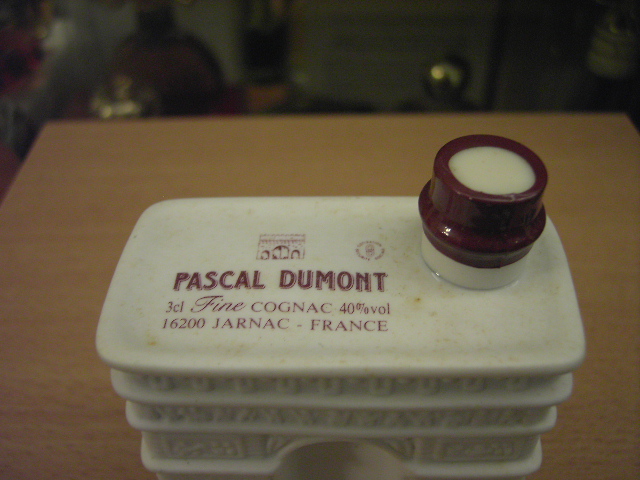 PASCAL DUMONT
3cl Fine COGNAC 40%vol
16200 JARNAC - FRANCE